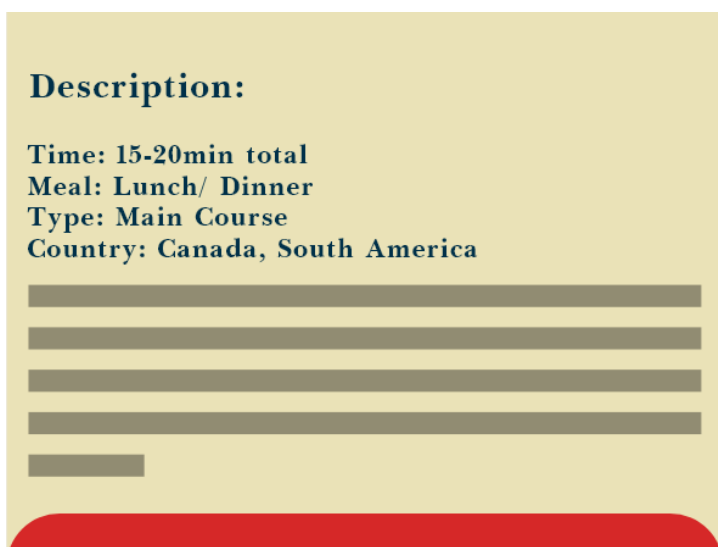 Description:
Time: 15-20min total
Meal: Lunch/ Dinner
Type: Main Course
Country: Canada, South America